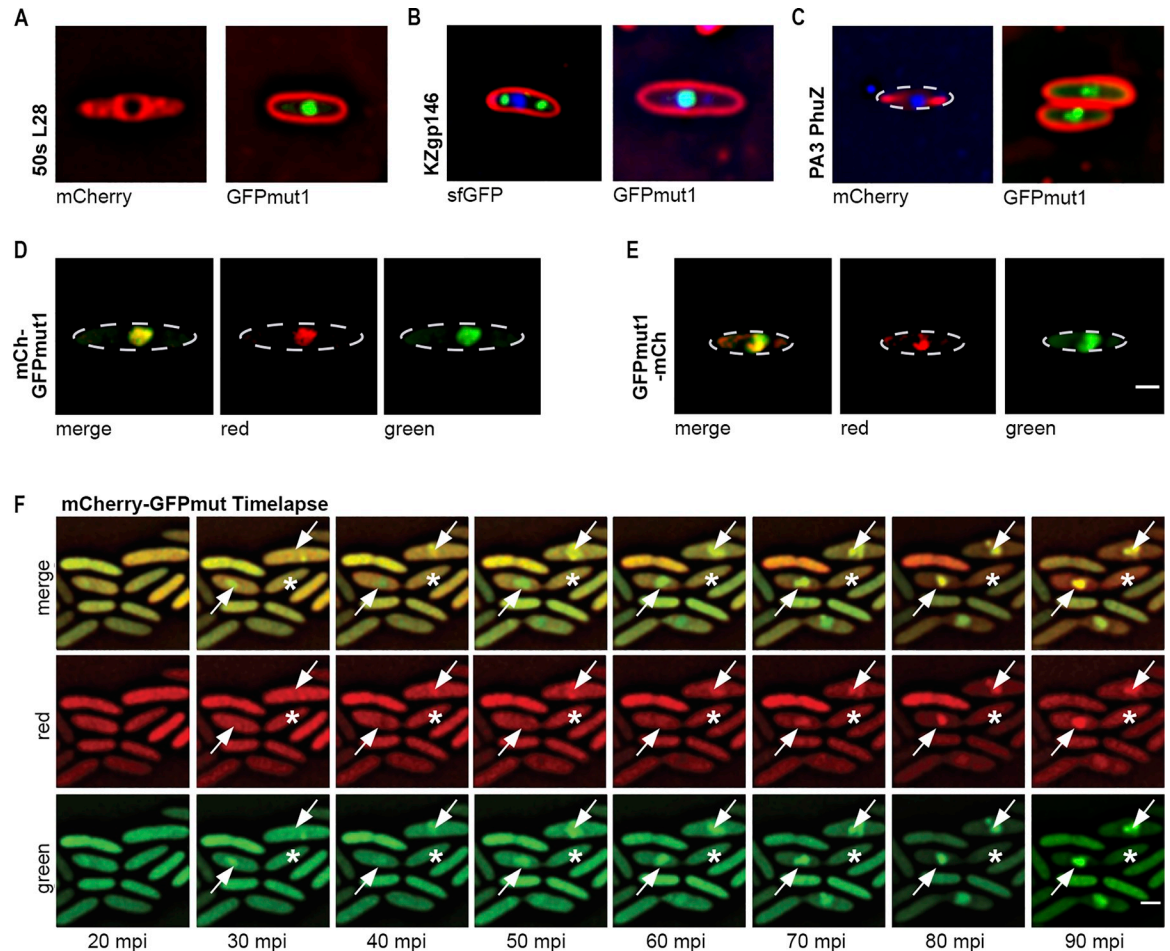 A
50s L28
mCherry
GFPmut1
B
KZgp146
sfGFP
GFPmut1
C
PA3 PhuZ
mCherry
GFPmut1
D
mCh-
GFPmut1
merge
red
green
E
GFPmut1
-mCh
merge
red
green
F
mCherry-GFPmut Timelapse
merge
* * * * * * *
red
* * * * * * *
green
* * * * * * *
20 mpi 30 mpi 40 mpi 50 mpi 60 mpi 70 mpi 80 mpi 90 mpi